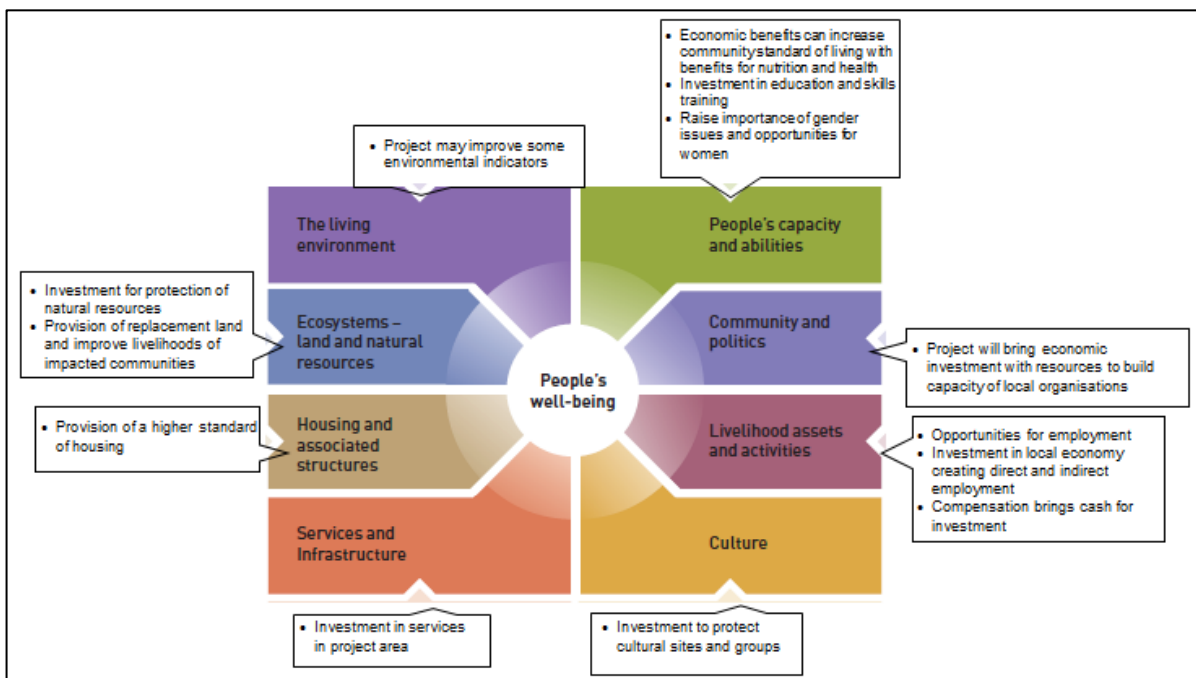 • Economic benefits can increase
community standard of living with
benefits for nutrition and health
• Investment in education and skills
training
• Raise importance of gender
issues and opportunities for
women
• Project may improve some
environmental indicators
The living
environment
People's capacity
and abilities
• Investment for protection of
natural resources
• Provision of replacement land
and improve livelihoods of
impacted communities
Ecosystems –
land and natural
resources
Community and
politics
• Project will bring economic
investment with resources to build
capacity of local organisations
People's
well-being
• Provision of a higher standard
of housing
Housing and
associated
structures
Livelihood assets
and activities
• Opportunities for employment
• Investment in local economy
creating direct and indirect
employment
• Compensation brings cash for
investment
Services and
Infrastructure
Culture
• Investment in services
in project area
• Investment to protect
cultural sites and groups